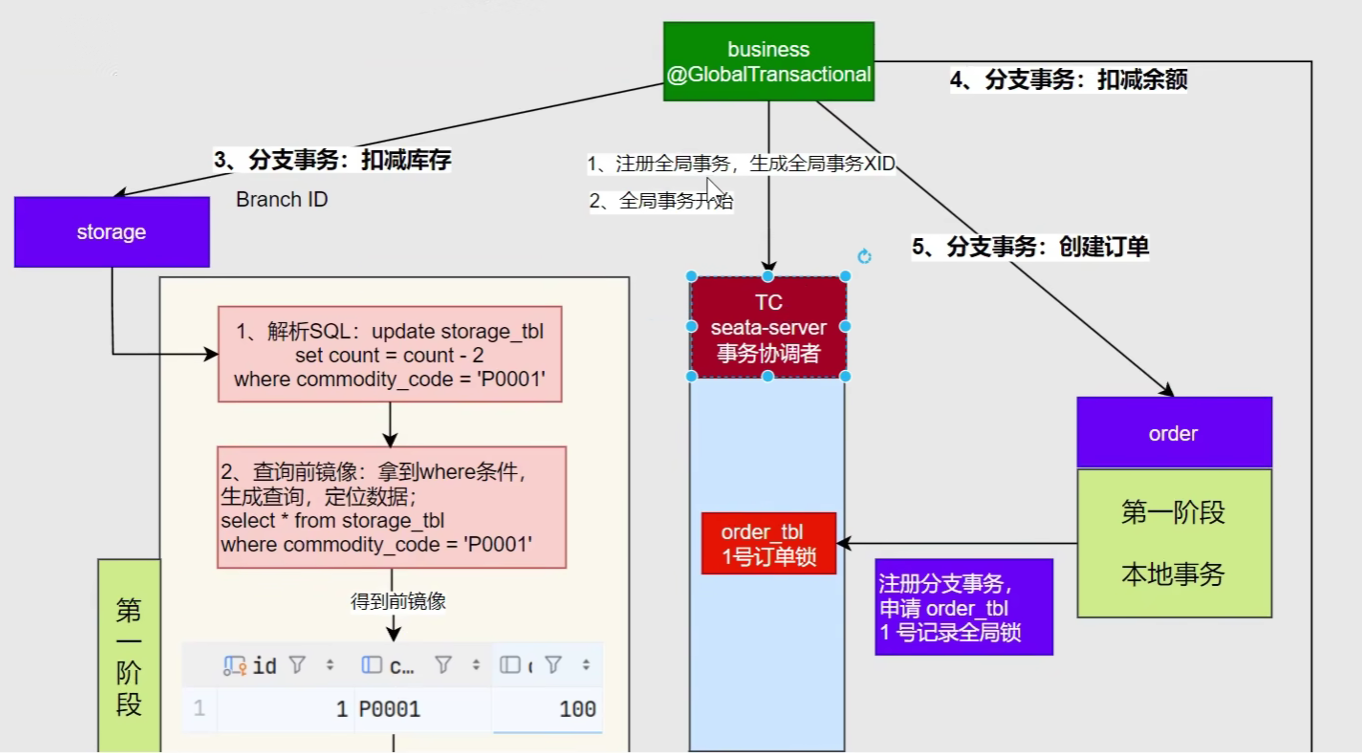 business
@GlobalTransactional
4、分支事务：扣减余额
3、分支事务：扣减库存
Branch ID
1、注册全局事务，生成全局事务XID
2、全局事务开始
storage
5、分支事务：创建订单
TC
seata-server
事务协调者
1、解析SQL：update storage_tbl
set count = count - 2
where commodity_code = 'P0001'
order
2、查询前镜像：拿到where条件，
生成查询，定位数据；
select * from storage_tbl
where commodity_code = 'P0001'
第一阶段
本地事务
order_tbl
1号订单锁
注册分支事务，
申请 order_tbl
1 号记录全局锁
得到前镜像
第一阶段
id c...
1 1 P0001 100